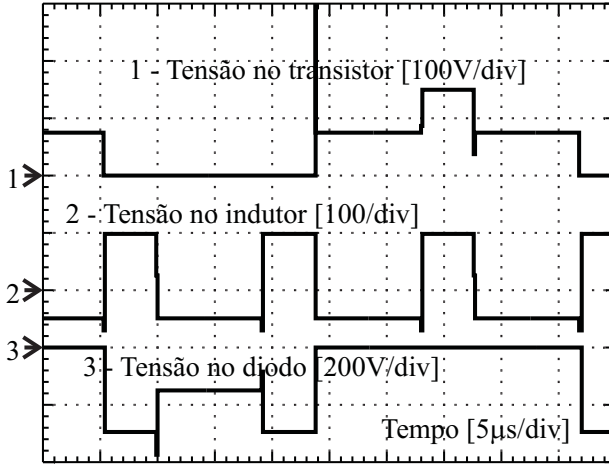 1 - Tensão no transistor [100V/div]
1
2 - Tensão no indutor [100/div]
2
3
3 - Tensão no diodo [200V/div]
Tempo [5µs/div]